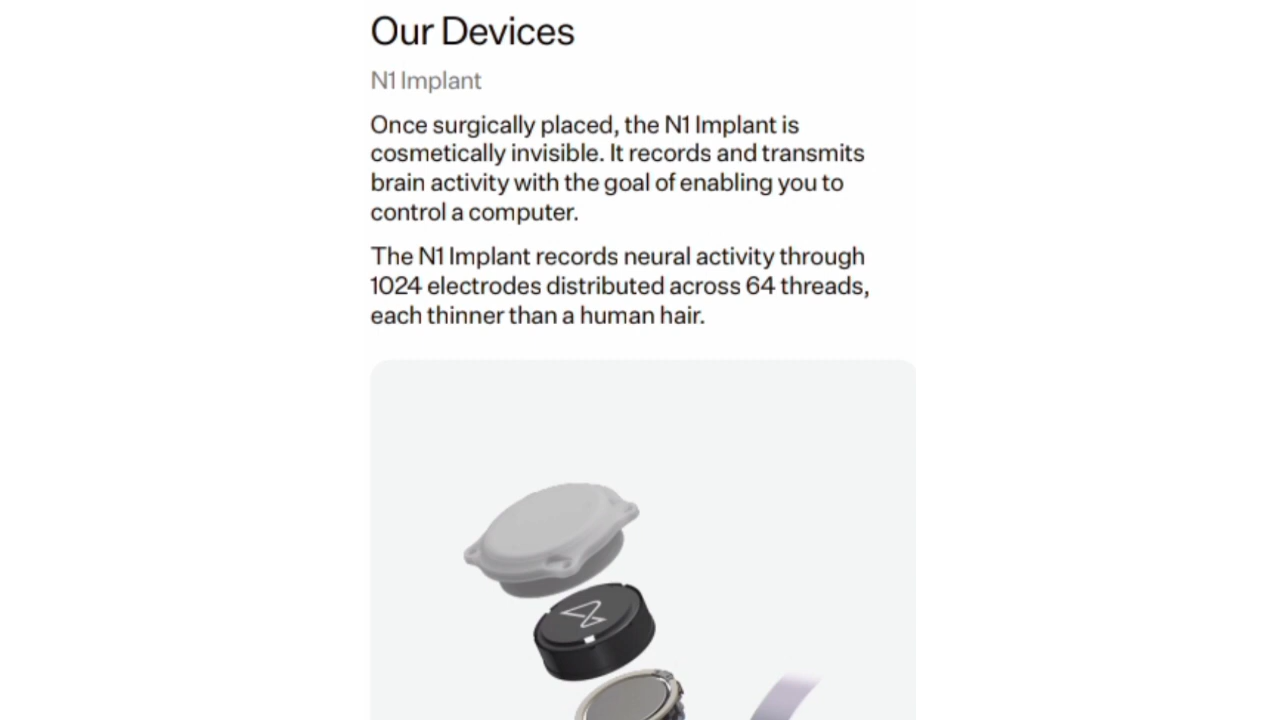 Our Devices
N1 Implant
Once surgically placed, the N1 Implant is
cosmetically invisible. It records and transmits
brain activity with the goal of enabling you to
control a computer.
The N1 Implant records neural activity through
1024 electrodes distributed across 64 threads,
each thinner than a human hair.